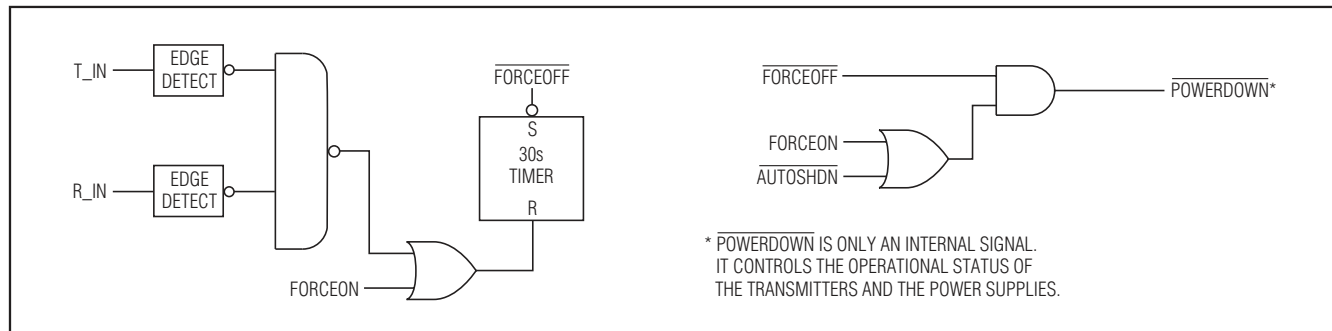 T_IN
EDGE
DETECT
R_IN
EDGE
DETECT
FORCEON
FORCEOFF
S
30s
TIMER
R
FORCEOFF
FORCEON
AUTOSHDN
POWERDOWN*
* POWERDOWN IS ONLY AN INTERNAL SIGNAL.
IT CONTROLS THE OPERATIONAL STATUS OF
THE TRANSMITTERS AND THE POWER SUPPLIES.